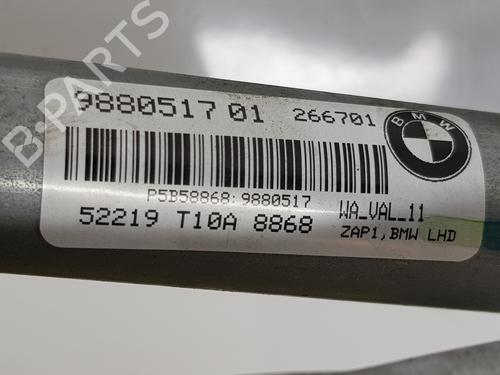 9880517 01 266701
BMW
P5B58868:9880517
52219 T10A 8868 WA_VAL_11
ZAP1,BMW LHD
B-PARTS